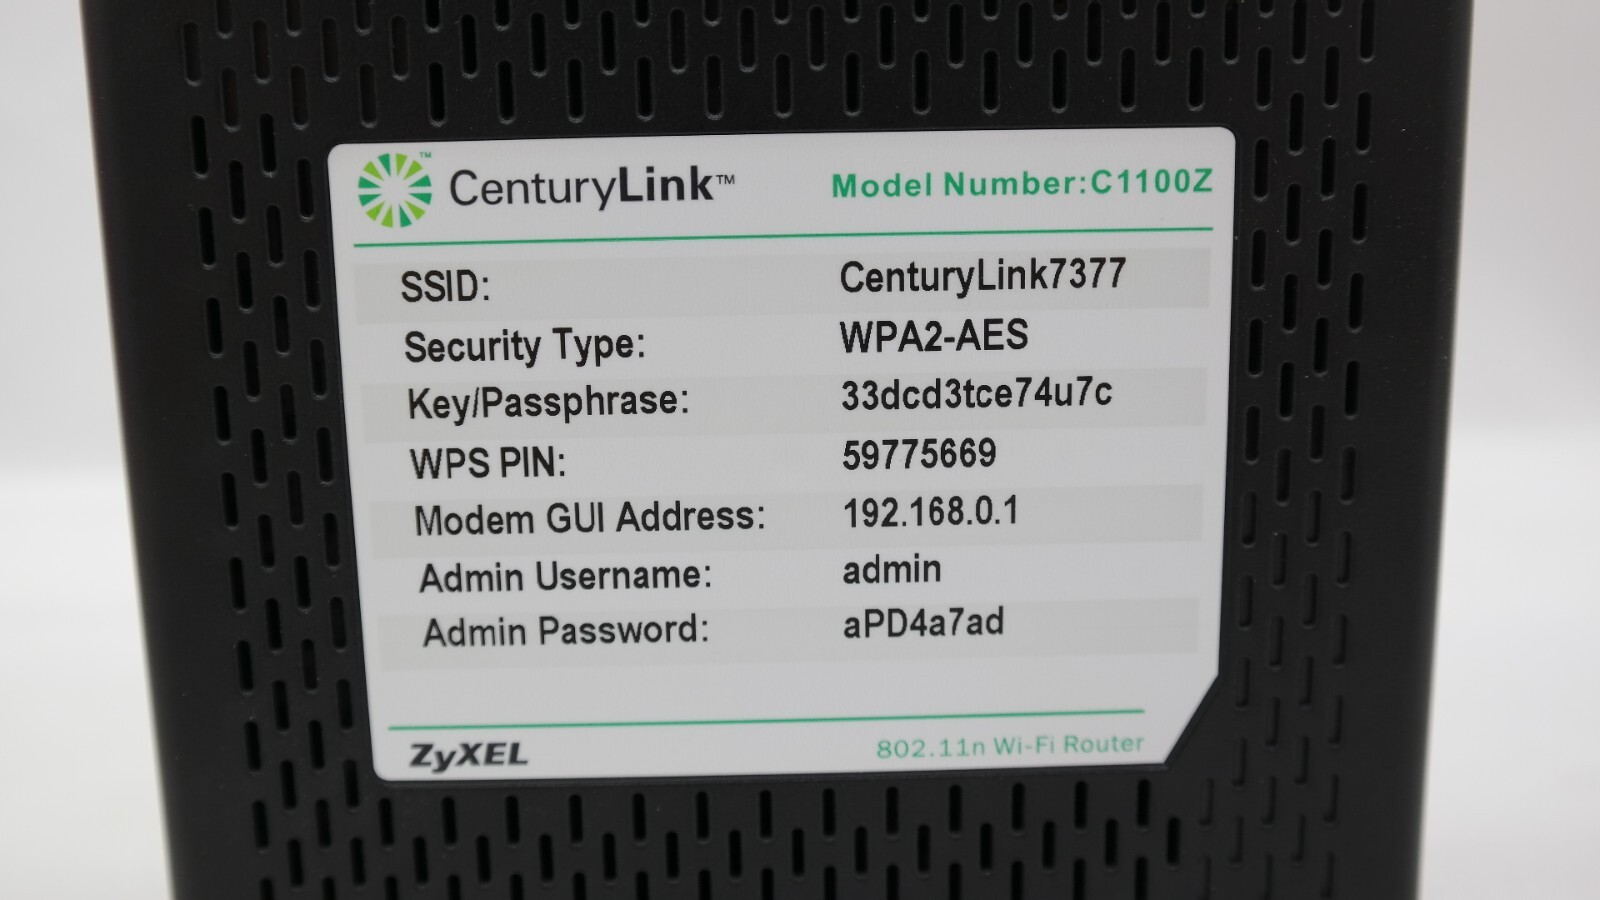 CenturyLink™ Model Number:C1100Z
SSID: CenturyLink7377
Security Type: WPA2-AES
Key/Passphrase: 33dcd3tce74u7c
WPS PIN: 59775669
Modem GUI Address: 192.168.0.1
Admin Username: admin
Admin Password: aPD4a7ad
ZyXEL 802.11n Wi-Fi Router